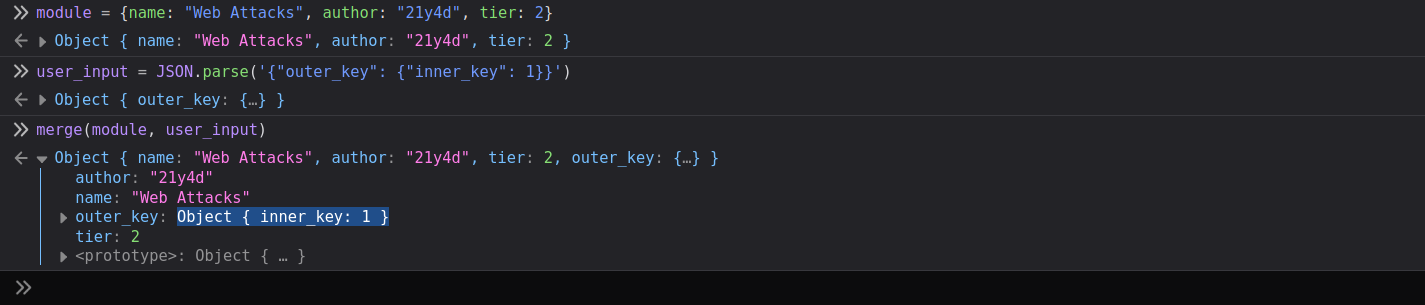 module = {name: "Web Attacks", author: "21y4d", tier: 2}
Object { name: "Web Attacks", author: "21y4d", tier: 2 }
user_input = JSON.parse('{"outer_key": {"inner_key": 1}}')
Object { outer_key: {…} }
merge(module, user_input)
Object { name: "Web Attacks", author: "21y4d", tier: 2, outer_key: {…} }
author: "21y4d"
name: "Web Attacks"
outer_key: Object { inner_key: 1 }
tier: 2
<prototype>: Object { … }